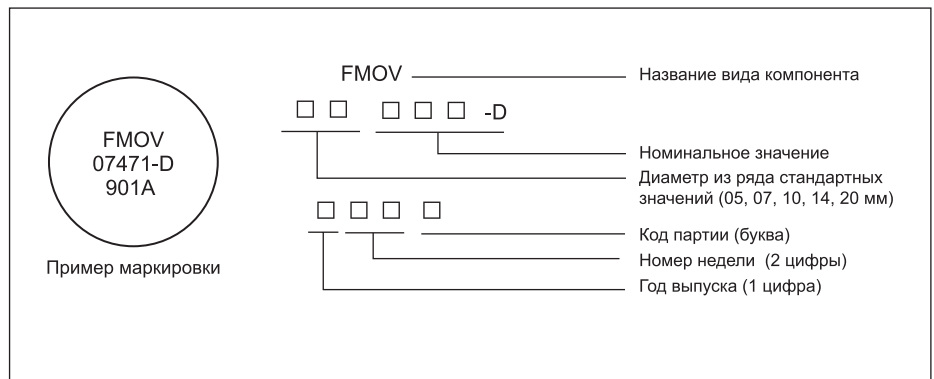 FMOV
07471-D
901A
Пример маркировки
FMOV
Название вида компонента
-D
Номинальное значение
Диаметр из ряда стандартных
значений (05, 07, 10, 14, 20 мм)
Код партии (буква)
Номер недели (2 цифры)
Год выпуска (1 цифра)